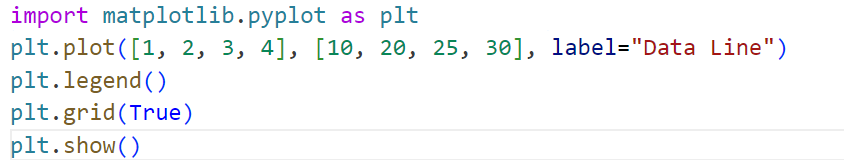 import matplotlib.pyplot as plt
plt.plot([1, 2, 3, 4], [10, 20, 25, 30], label="Data Line")
plt.legend()
plt.grid(True)
plt.show()